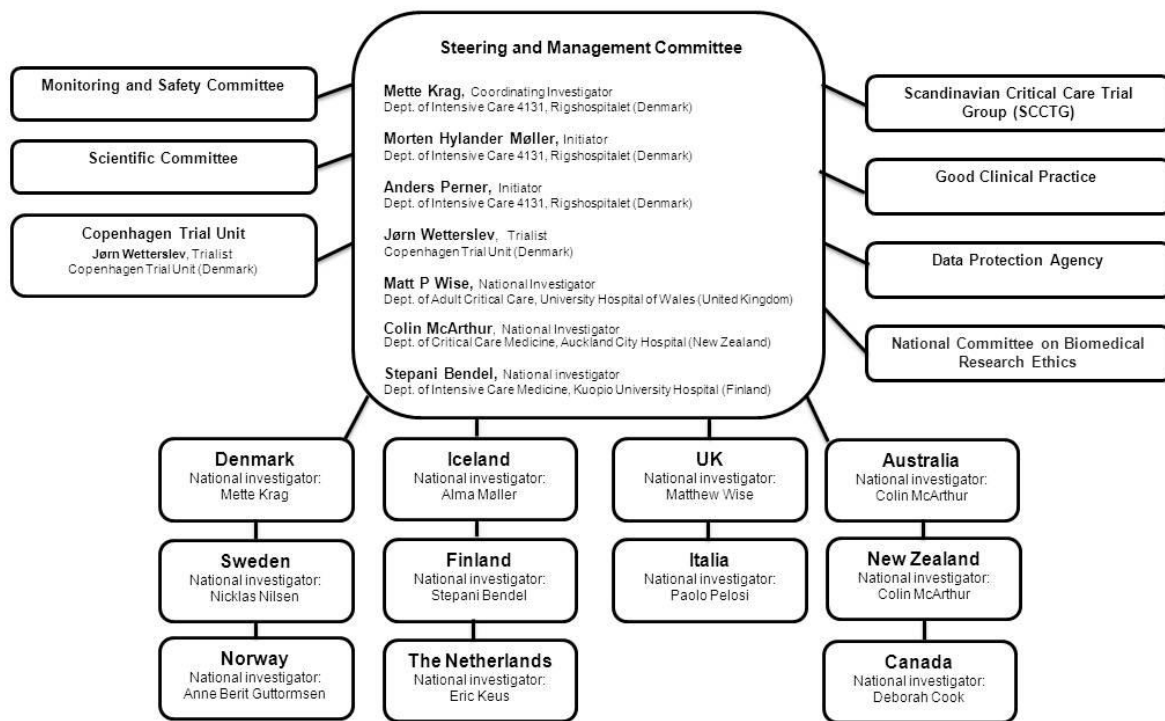 Steering and Management Committee
Mette Krag, Coordinating Investigator
Dept. of Intensive Care 4131, Rigshospitalet (Denmark)
Morten Hylander Møller, Initiator
Dept. of Intensive Care 4131, Rigshospitalet (Denmark)
Anders Perner, Initiator
Dept. of Intensive Care 4131, Rigshospitalet (Denmark)
Jørn Wetterslev, Trialist
Copenhagen Trial Unit (Denmark)
Matt P Wise, National Investigator
Dept. of Adult Critical Care, University Hospital of Wales (United Kingdom)
Colin McArthur, National Investigator
Dept. of Critical Care Medicine, Auckland City Hospital (New Zealand)
Stepani Bendel, National investigator
Dept. of Intensive Care Medicine, Kuopio University Hospital (Finland)
Monitoring and Safety Committee
Scientific Committee
Copenhagen Trial Unit
Jørn Wetterslev, Trialist
Copenhagen Trial Unit (Denmark)
Scandinavian Critical Care Trial
Group (SCCTG)
Good Clinical Practice
Data Protection Agency
National Committee on Biomedical
Research Ethics
Denmark
National investigator:
Mette Krag
Iceland
National investigator:
Alma Møller
UK
National investigator:
Matthew Wise
Australia
National investigator:
Colin McArthur
Sweden
National investigator:
Nicklas Nilsen
Finland
National investigator:
Stepani Bendel
Italia
National investigator:
Paolo Pelosi
New Zealand
National investigator:
Colin McArthur
Norway
National investigator:
Anne Berit Guttormsen
The Netherlands
National investigator:
Eric Keus
Canada
National investigator:
Deborah Cook